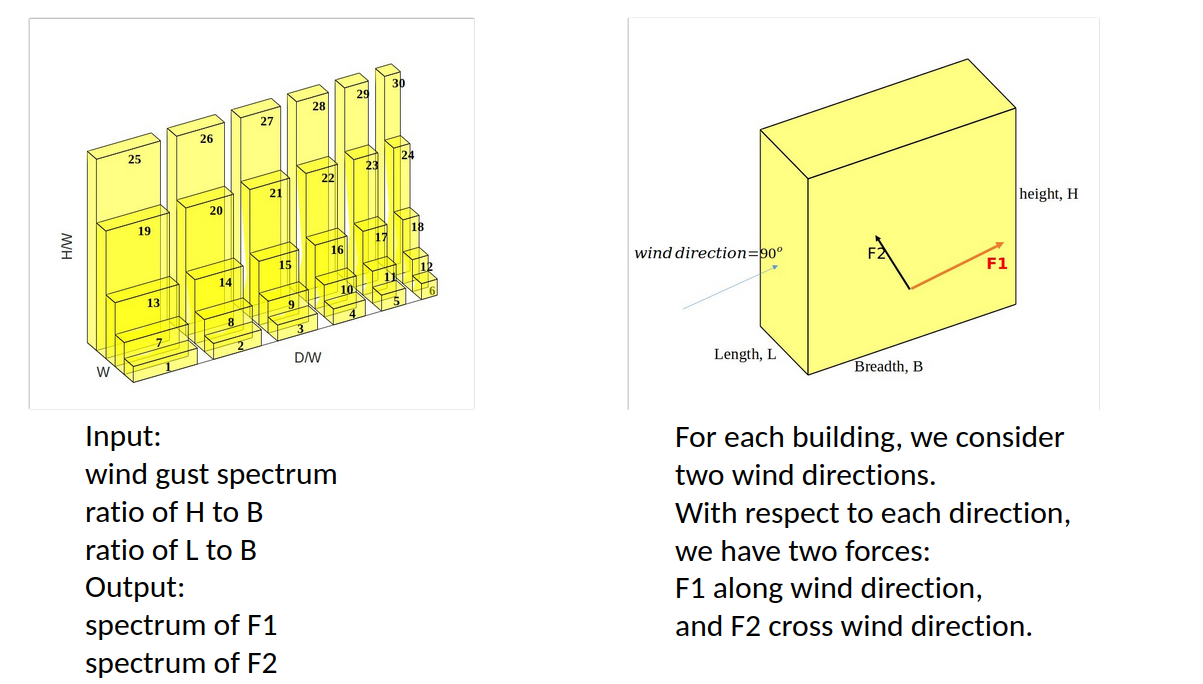 30
29
28
27
26
25
24
23
22
21
20
19
18
17
16
15
14
13
12
11
10
9
8
7
6
5
4
3
2
1
H/W
D/W
W
Input:
wind gust spectrum
ratio of H to B
ratio of L to B
Output:
spectrum of F1
spectrum of F2
height, H
wind direction=90°
F2
F1
Length, L
Breadth, B
For each building, we consider
two wind directions.
With respect to each direction,
we have two forces:
F1 along wind direction,
and F2 cross wind direction.